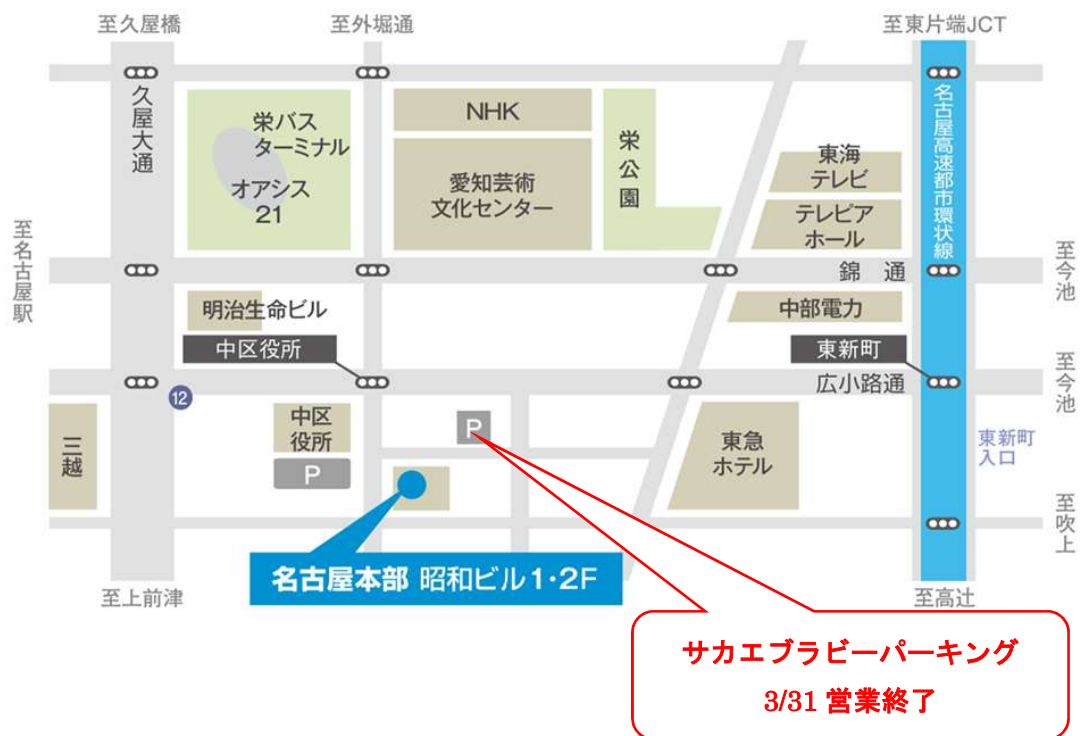 至久屋橋
至外堀通
至東片端JCT
久屋大通
栄バス
ターミナル
オアシス
21
NHK
愛知芸術
文化センター
栄公園
東海
テレビ
テレピア
ホール
名古屋高速都市環状線
至名古屋駅
錦 通
至今池
明治生命ビル
中部電力
中区役所
東新町
広小路通
至今池
12
三越
中区
役所
P
P
東急
ホテル
東新町
入口
至吹上
名古屋本部 昭和ビル1・2F
至上前津
至高辻
サカエブラビーパーキング
3/31 営業終了